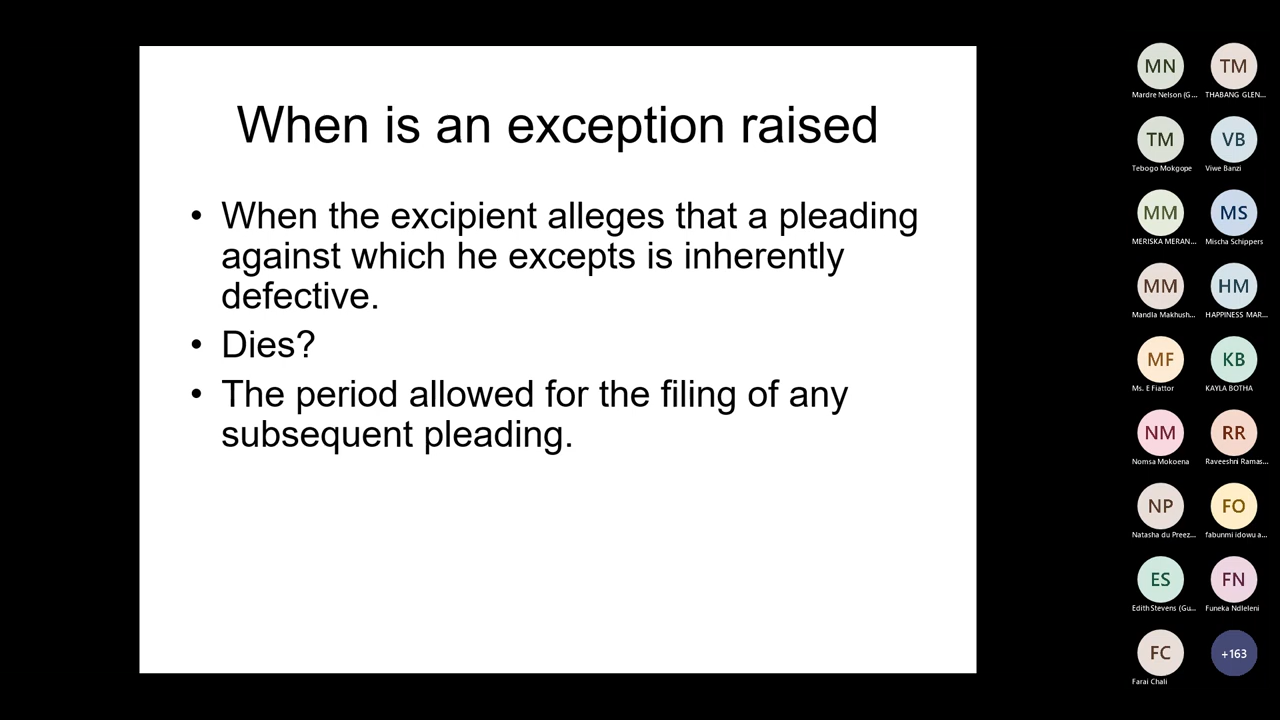 When is an exception raised
• When the excipient alleges that a pleading
against which he excepts is inherently
defective.
• Dies?
• The period allowed for the filing of any
subsequent pleading.
MN TM
Mardre Nelson (G... THABANG GLEN...
TM VB
Tebogo Mokgope Viwe Banzi
MM MS
MERISKA MERAN... Mischa Schippers
MM HM
Mandla Makhush... HAPPINESS MAR...
MF KB
Ms. E Fiattor KAYLA BOTHA
NM RR
Nomsa Mokoena Raveeshni Ramas...
NP FO
Natasha du Preez... fabunmi idowu a...
ES FN
Edith Stevens (Gu... Funeka Ndleleni
FC +163
Farai Chali